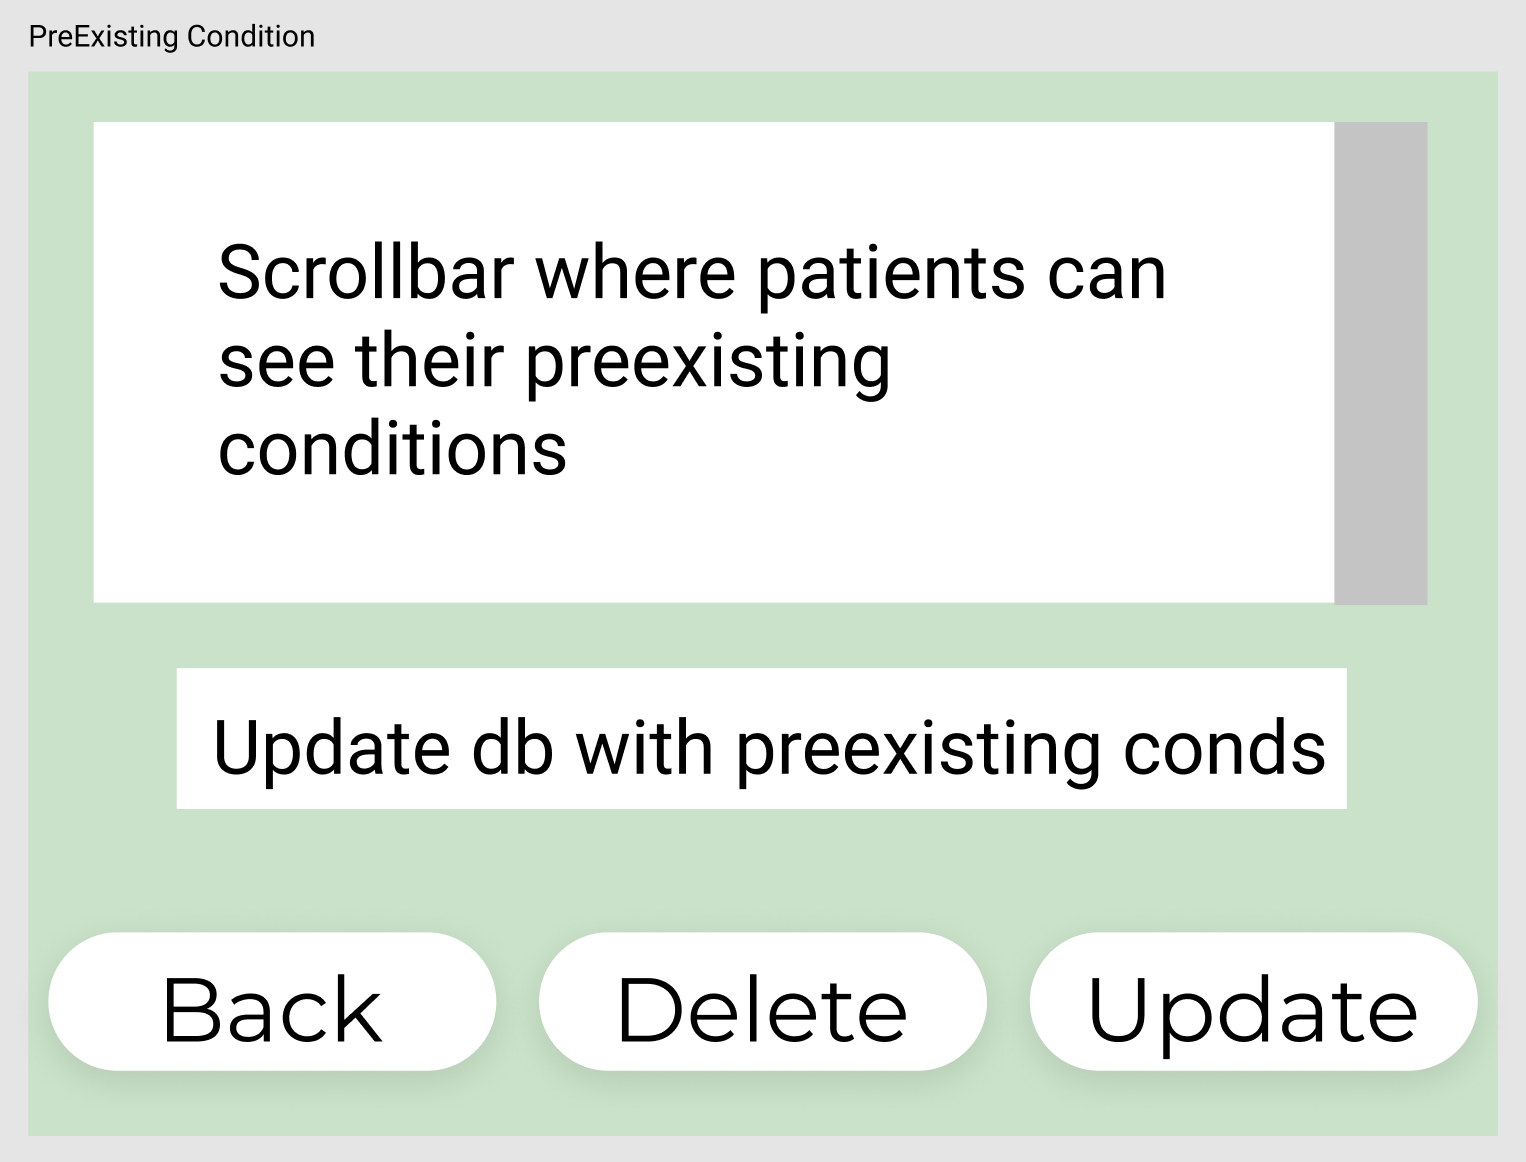 PreExisting Condition
Scrollbar where patients can
see their preexisting
conditions
Update db with preexisting conds
Back
Delete
Update